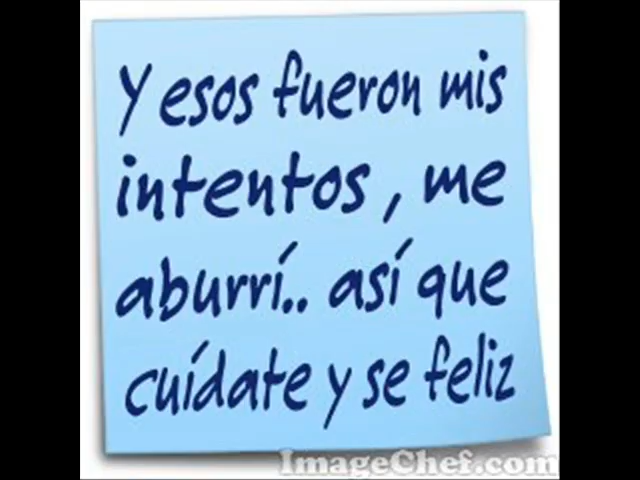 Y esos fueron mis
intentos, me
aburrí.. así que
cuídate y se feliz
ImageChef.com